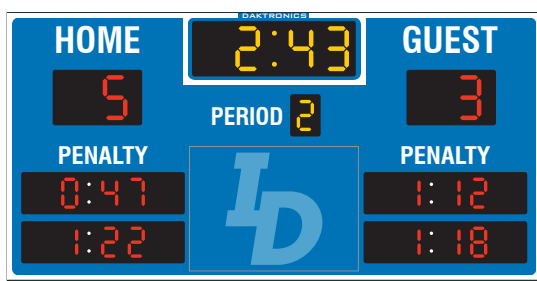 DAKTRONICS
HOME 2:43 GUEST
5 3
PERIOD 2
PENALTY PENALTY
0:47 1:12
1:22 1:18
ID